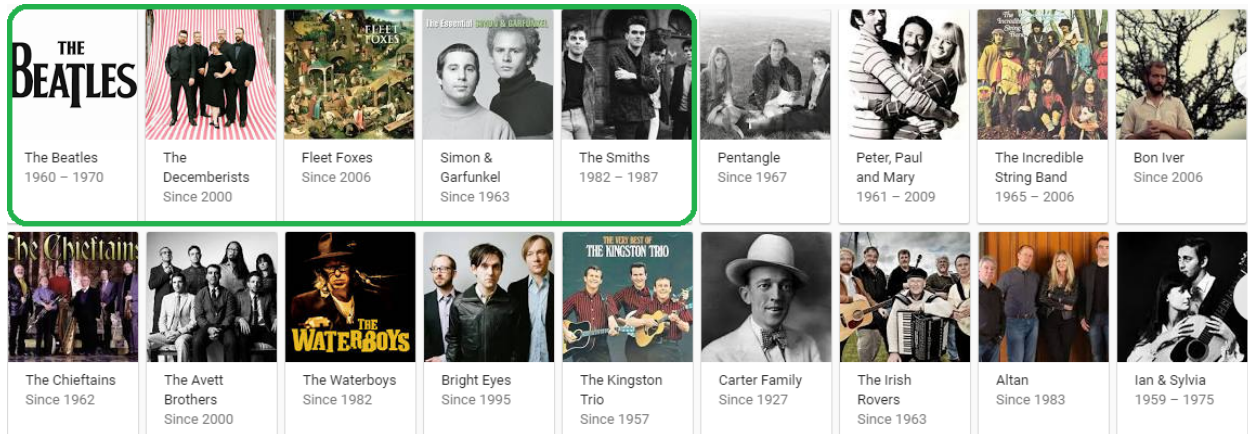 THE
BEATLES
FLEET
FOXES
The Essential SIMON & GARFUNKEL
The Incredible
String Band
The Beatles
1960 – 1970
The
Decemberists
Since 2000
Fleet Foxes
Since 2006
Simon &
Garfunkel
Since 1963
The Smiths
1982 – 1987
Pentangle
Since 1967
Peter, Paul
and Mary
1961 – 2009
The Incredible
String Band
1965 – 2006
Bon Iver
Since 2006
The Chieftains
THE
WATERBOYS
THE VERY BEST OF
THE KINGSTON TRIO
The Chieftains
Since 1962
The Avett
Brothers
Since 2000
The Waterboys
Since 1982
Bright Eyes
Since 1995
The Kingston
Trio
Since 1957
Carter Family
Since 1927
The Irish
Rovers
Since 1963
Altan
Since 1983
Ian & Sylvia
1959 – 1975